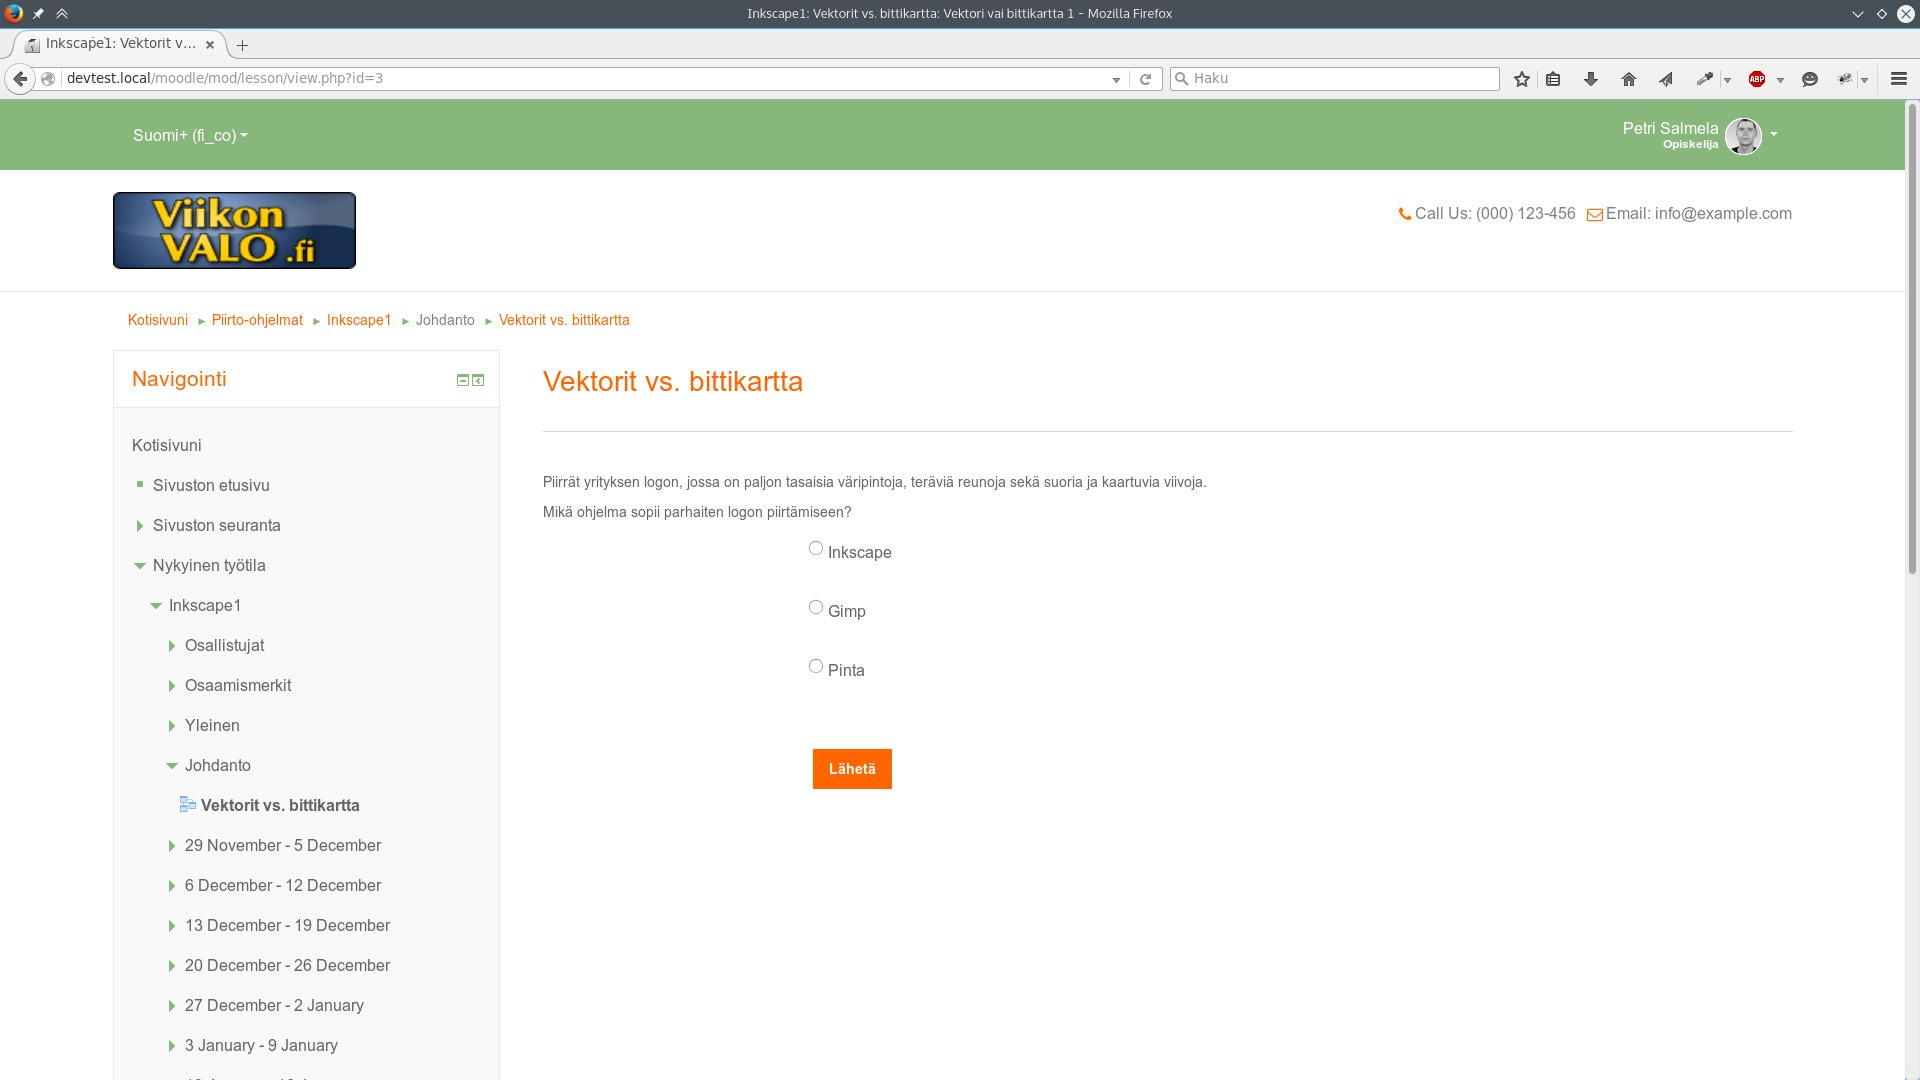 Inkscape1: Vektorit vs. bittikartta: Vektori vai bittikartta 1 - Mozilla Firefox
Inkscape1: Vektorit v...
devtest.local/moodle/mod/lesson/view.php?id=3
Haku
ABP
Suomi+ (fi_co)
Petri Salmela
Opiskelija
Viikon
VALO .fi
Call Us: (000) 123-456
Email: info@example.com
Kotisivuni ► Piirto-ohjelmat ► Inkscape1 ► Johdanto ► Vektorit vs. bittikartta
Navigointi
Kotisivuni
Sivuston etusivu
Sivuston seuranta
Nykyinen työtila
Inkscape1
Osallistujat
Osaamismerkit
Yleinen
Johdanto
Vektorit vs. bittikartta
29 November - 5 December
6 December - 12 December
13 December - 19 December
20 December - 26 December
27 December - 2 January
3 January - 9 January
Vektorit vs. bittikartta
Piirrät yrityksen logon, jossa on paljon tasaisia väripintoja, teräviä reunoja sekä suoria ja kaartuvia viivoja.
Mikä ohjelma sopii parhaiten logon piirtämiseen?
Inkscape
Gimp
Pinta
Lähetä